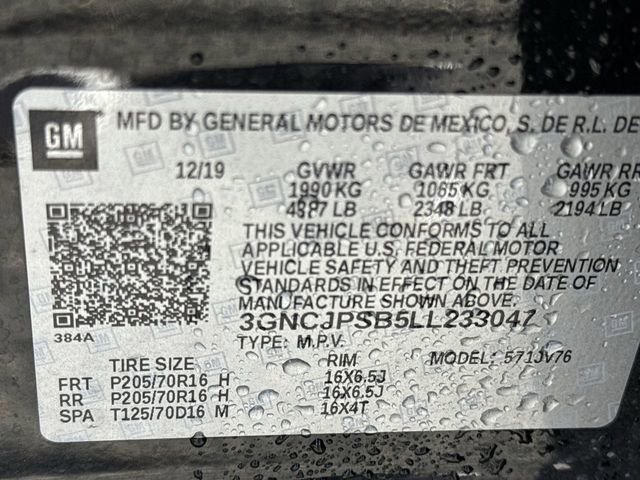 GM
MFD BY GENERAL MOTORS DE MEXICO, S. DE R.L. DE
12/19 GVWR GAWR FRT GAWR RR
1990 KG 1065 KG 995 KG
4387 LB 2348 LB 2194 LB
THIS VEHICLE CONFORMS TO ALL
APPLICABLE U.S. FEDERAL MOTOR
VEHICLE SAFETY AND THEFT PREVENTION
STANDARDS IN EFFECT ON THE DATE OF
MANUFACTURE SHOWN ABOVE.
3GNCJPSB5LL233047
384A
TYPE: M.P.V. MODEL: 571JV76
TIRE SIZE RIM
FRT P205/70R16 H 16X6.5J
RR P205/70R16 H 16X6.5J
SPA T125/70D16 M 16X4T